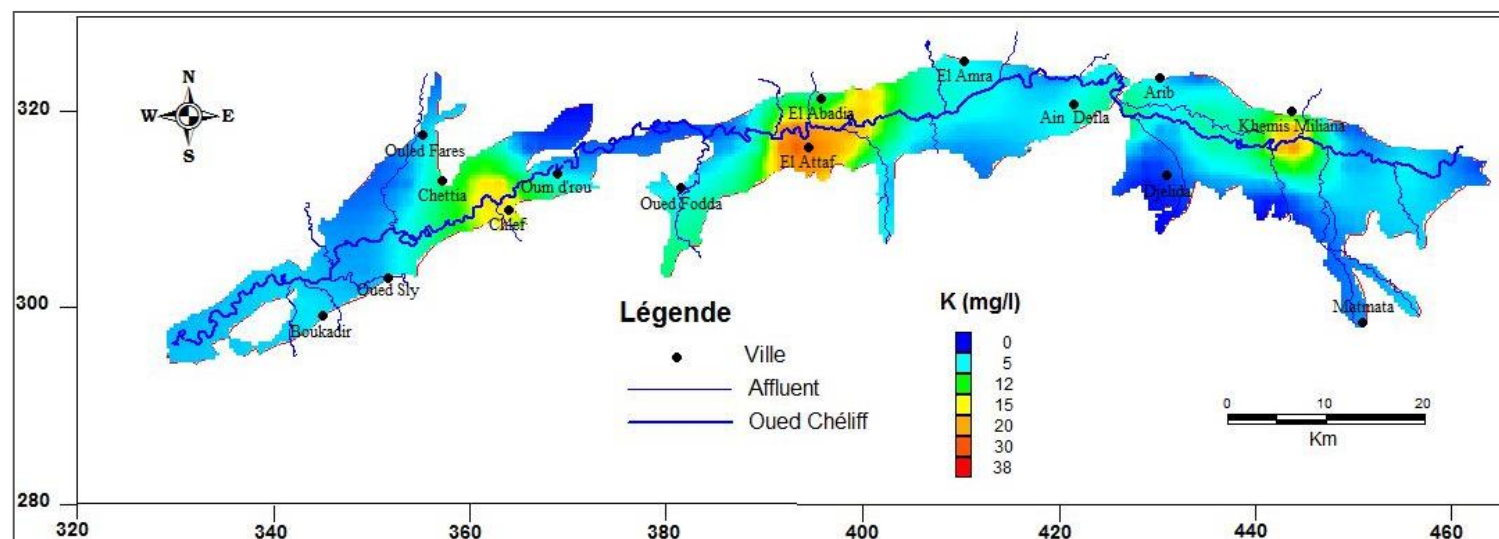 N
W E
S
320
300
280
320 340 360 380 400 420 440 460
El Amra
Arib
El Abadia
Ain Defla
Khemis Miliana
Ouled Fares
El Attaf
Chettia
Oum d'rou
Oued Fodda
Djelida
Chlef
Oued Sly
Boukadir
Matmata
Légende
Ville
Affluent
Oued Chéliff
K (mg/l)
0
5
12
15
20
30
38
0 10 20
Km